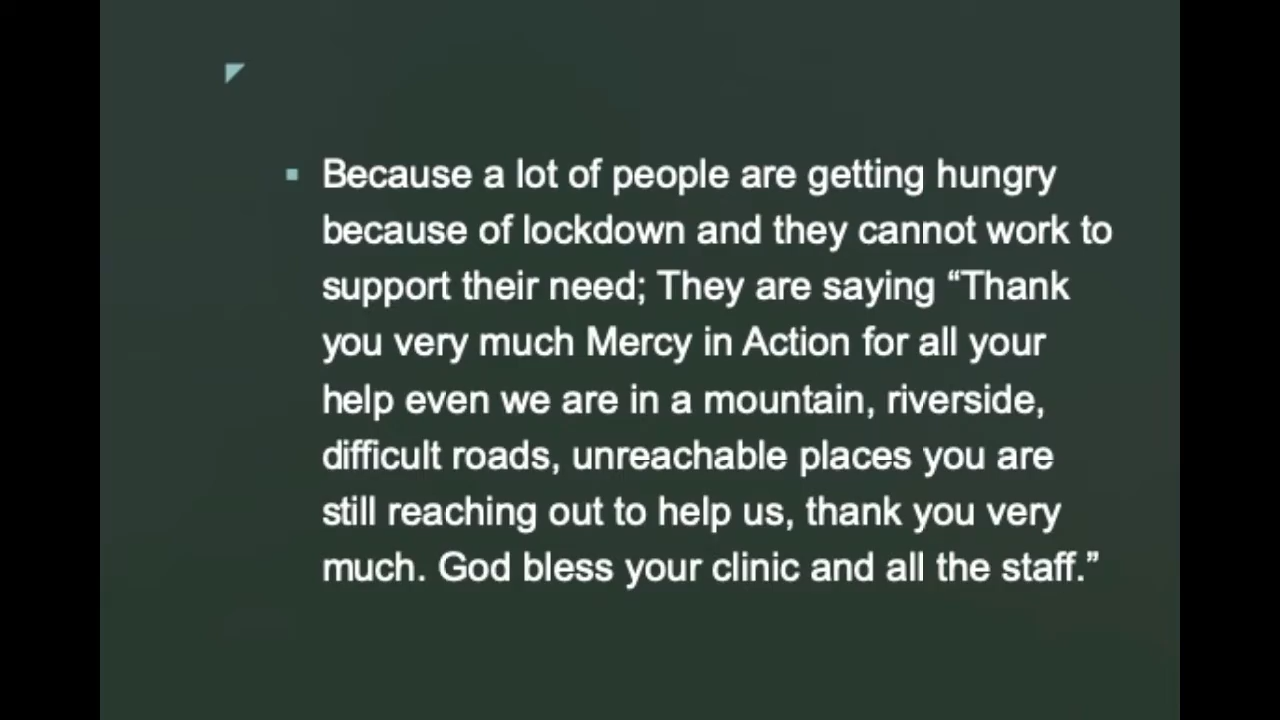 Because a lot of people are getting hungry
because of lockdown and they cannot work to
support their need; They are saying “Thank
you very much Mercy in Action for all your
help even we are in a mountain, riverside,
difficult roads, unreachable places you are
still reaching out to help us, thank you very
much. God bless your clinic and all the staff.”